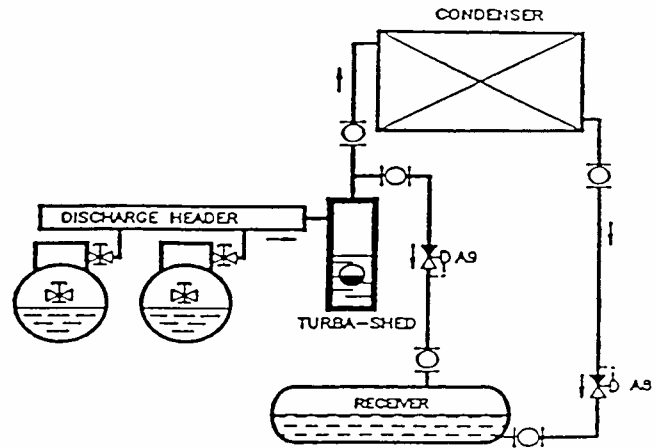 CONDENSER
DISCHARGE HEADER
D A9
TURBA-SHED
RECEIVER
D A9